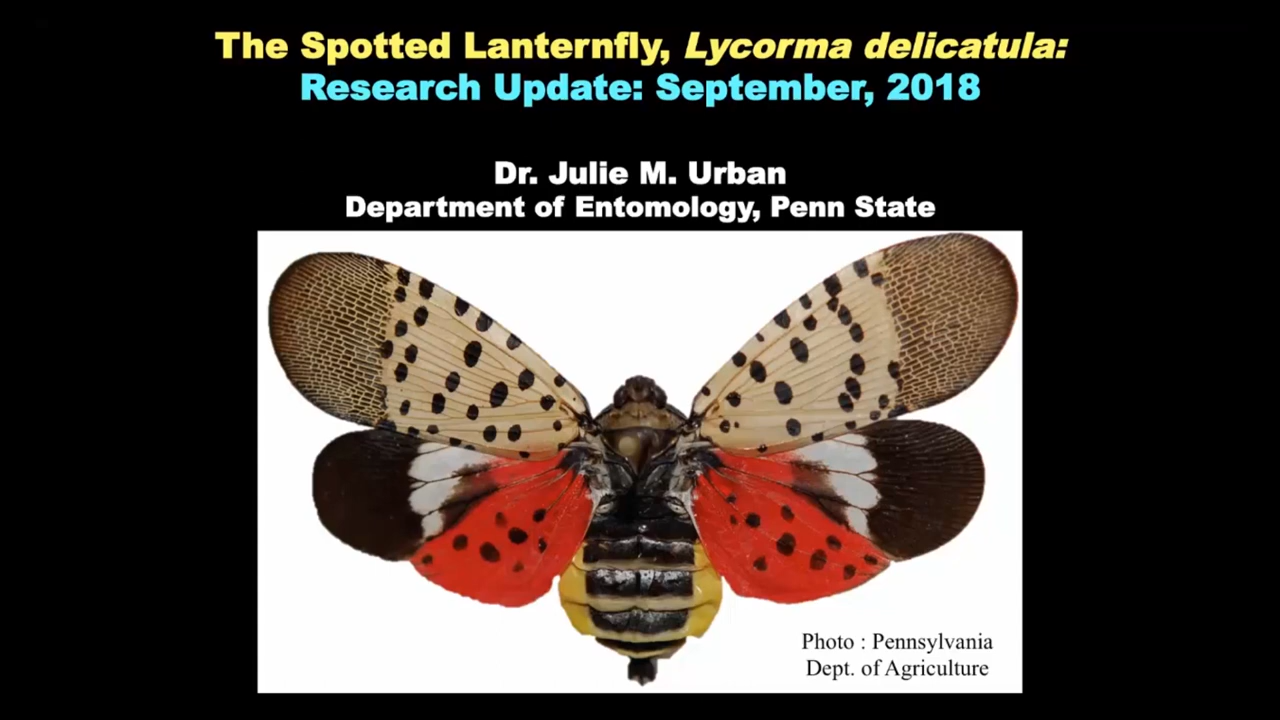 The Spotted Lanternfly, Lycorma delicatula:
Research Update: September, 2018
Dr. Julie M. Urban
Department of Entomology, Penn State
Photo : Pennsylvania
Dept. of Agriculture